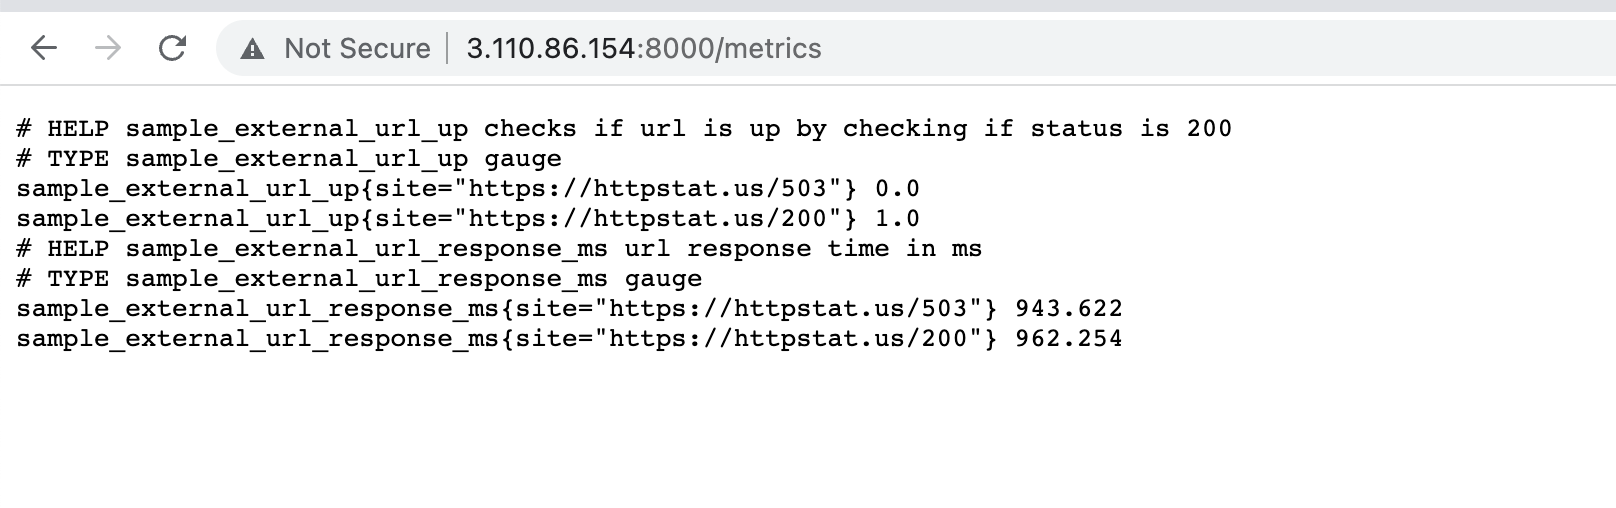 Not Secure | 3.110.86.154:8000/metrics
# HELP sample_external_url_up checks if url is up by checking if status is 200
# TYPE sample_external_url_up gauge
sample_external_url_up{site="https://httpstat.us/503"} 0.0
sample_external_url_up{site="https://httpstat.us/200"} 1.0
# HELP sample_external_url_response_ms url response time in ms
# TYPE sample_external_url_response_ms gauge
sample_external_url_response_ms{site="https://httpstat.us/503"} 943.622
sample_external_url_response_ms{site="https://httpstat.us/200"} 962.254